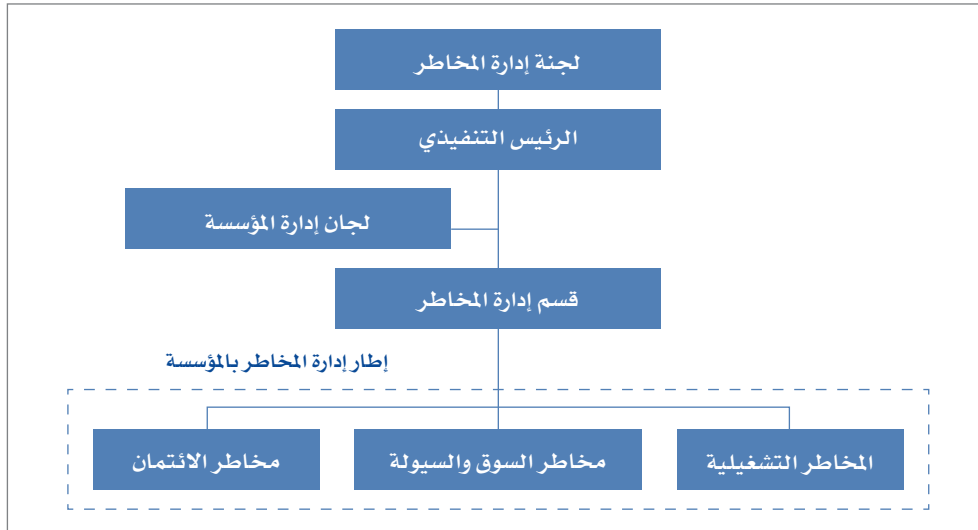 لجنة إدارة المخاطر
الرئيس التنفيذي
لجان إدارة المؤسسة
قسم إدارة المخاطر
إطار إدارة المخاطر بالمؤسسة
المخاطر التشغيلية
مخاطر السوق والسيولة
مخاطر الائتمان